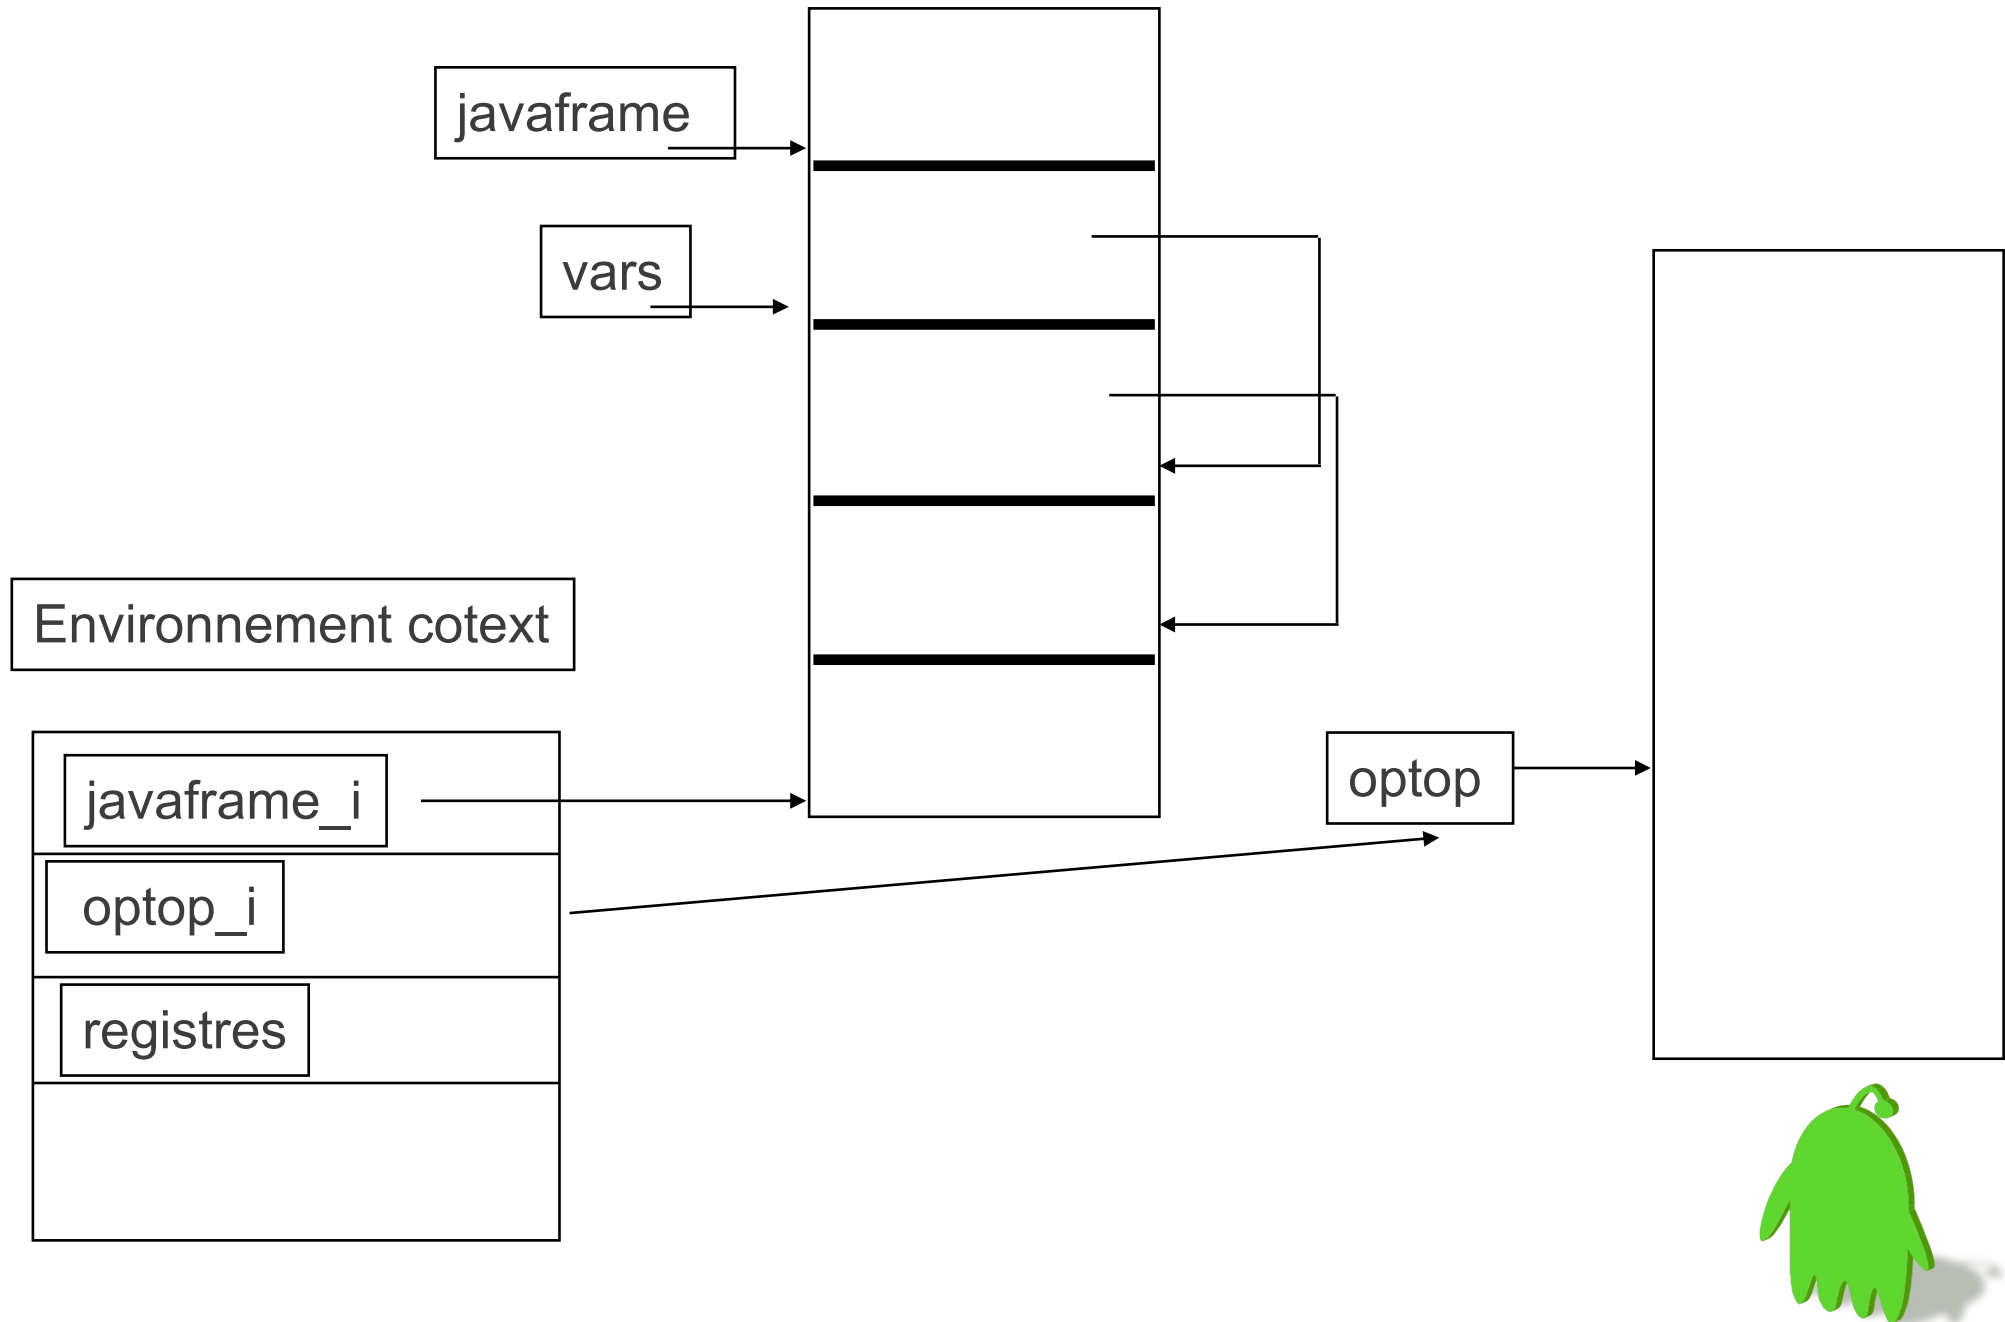 javaframe
vars
Environnement cotext
javaframe_i
optop
optop_i
registres